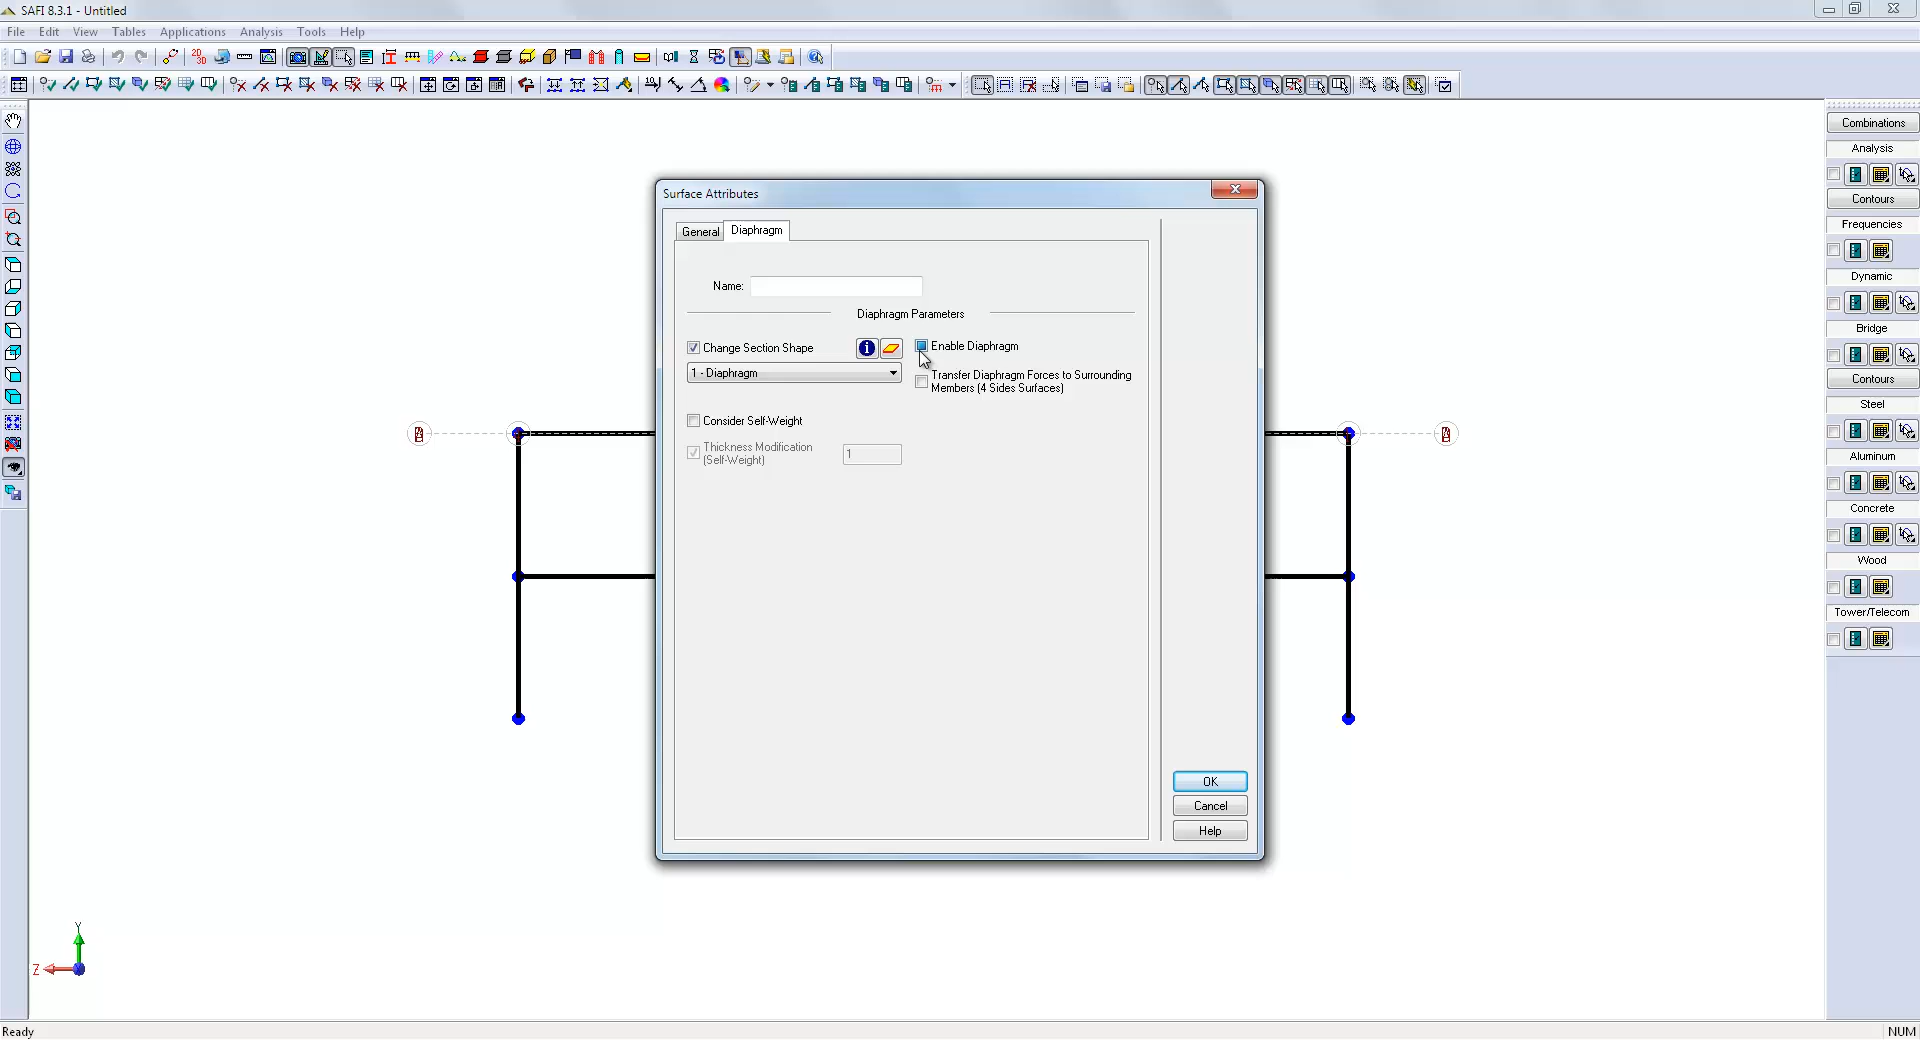 SAFI 8.3.1 - Untitled
File Edit View Tables Applications Analysis Tools Help
Combinations
Analysis
Contours
Frequencies
Dynamic
Bridge
Contours
Steel
Aluminum
Concrete
Wood
Tower/Telecom
Surface Attributes
General Diaphragm
Name:
Diaphragm Parameters
Change Section Shape
Enable Diaphragm
1 - Diaphragm
Transfer Diaphragm Forces to Surrounding
Members (4 Sides Surfaces)
Consider Self-Weight
Thickness Modification
(Self-Weight)
1
OK
Cancel
Help
Y
Z
Ready
NUM